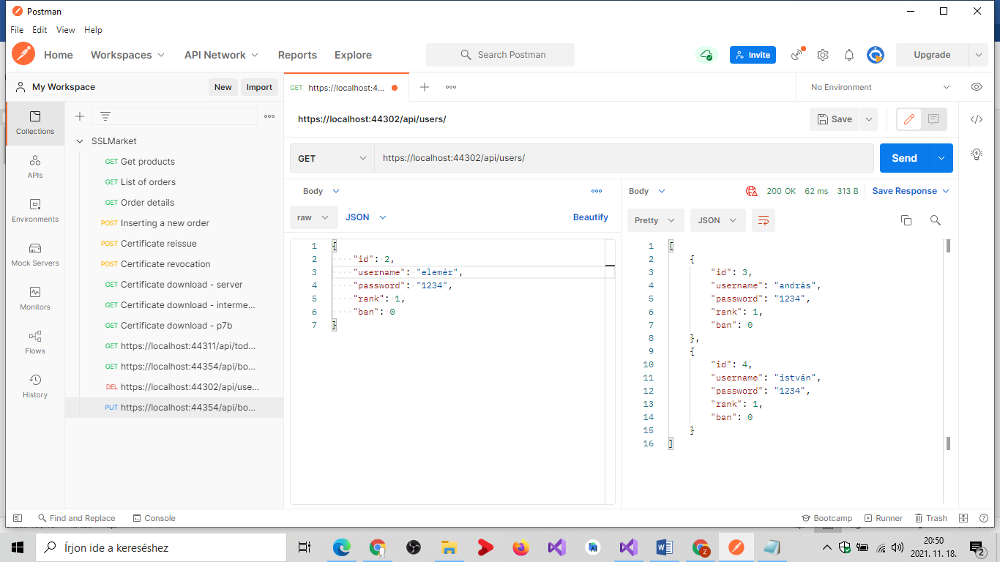 Postman
File Edit View Help
Home Workspaces API Network Reports Explore Search Postman Invite Upgrade
My Workspace New Import
GET https://localhost:4... No Environment
Collections
APIs
Environments
Mock Servers
Monitors
Flows
History
SSLMarket
GET Get products
GET List of orders
GET Order details
POST Inserting a new order
POST Certificate reissue
POST Certificate revocation
GET Certificate download - server
GET Certificate download - interme...
GET Certificate download - p7b
GET https://localhost:44311/api/tod...
GET https://localhost:44354/api/bo...
DEL https://localhost:44302/api/use...
PUT https://localhost:44354/api/bo...
https://localhost:44302/api/users/ Save
GET https://localhost:44302/api/users/ Send
Body
raw JSON Beautify
1 {
2 "id": 2,
3 "username": "elemér",
4 "password": "1234",
5 "rank": 1,
6 "ban": 0
7 }
Body 200 OK 62 ms 313 B Save Response
Pretty JSON
1 [
2 {
3 "id": 3,
4 "username": "andrás",
5 "password": "1234",
6 "rank": 1,
7 "ban": 0
8 },
9 {
10 "id": 4,
11 "username": "istván",
12 "password": "1234",
13 "rank": 1,
14 "ban": 0
15 }
16 ]
Find and Replace Console Bootcamp Runner Trash
Írjon ide a kereséshez
20:50
2021. 11. 18.
2